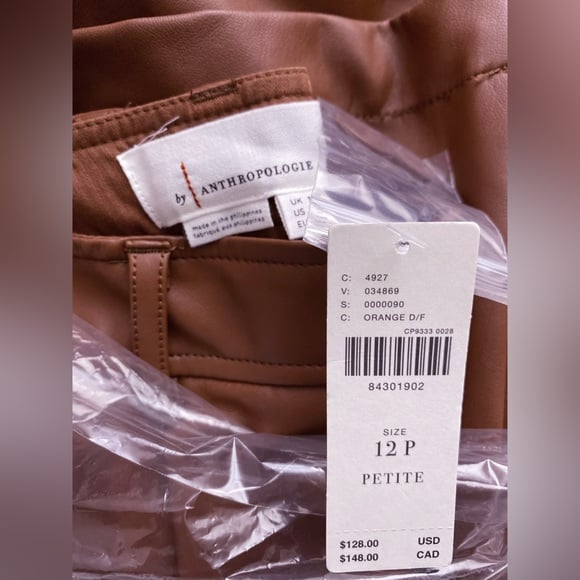 by ANTHROPOLOGIE
made in the philippines
fabriqué aux philippines
UK
US
EU
C: 4927
V: 034869
S: 0000090
C: ORANGE D/F
CP9333 0028
84301902
SIZE
12 P
PETITE
$128.00 USD
$148.00 CAD